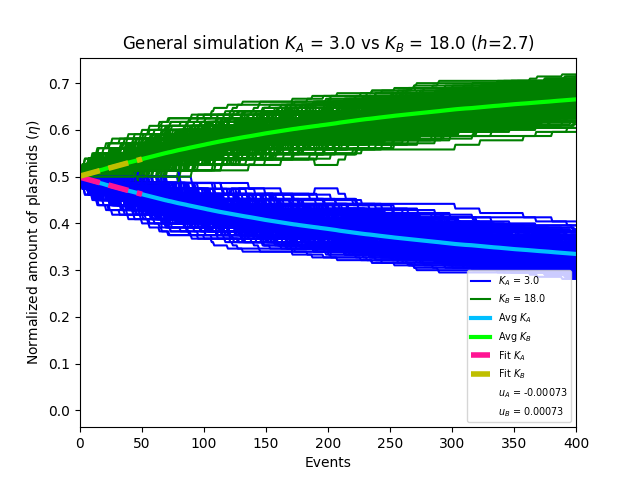 General simulation K_A = 3.0 vs K_B = 18.0 (h=2.7)
Normalized amount of plasmids (η)
0.7
0.6
0.5
0.4
0.3
0.2
0.1
0.0
K_A = 3.0
K_B = 18.0
Avg K_A
Avg K_B
Fit K_A
Fit K_B
u_A = -0.00073
u_B = 0.00073
0 50 100 150 200 250 300 350 400
Events